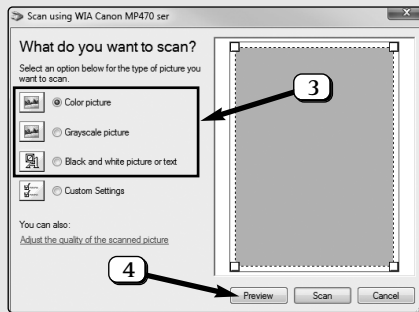 Scan using WIA Canon MP470 ser
What do you want to scan?
Select an option below for the type of picture you
want to scan.
Color picture
Grayscale picture
Black and white picture or text
Custom Settings
You can also:
Adjust the quality of the scanned picture
3
4
Preview Scan Cancel